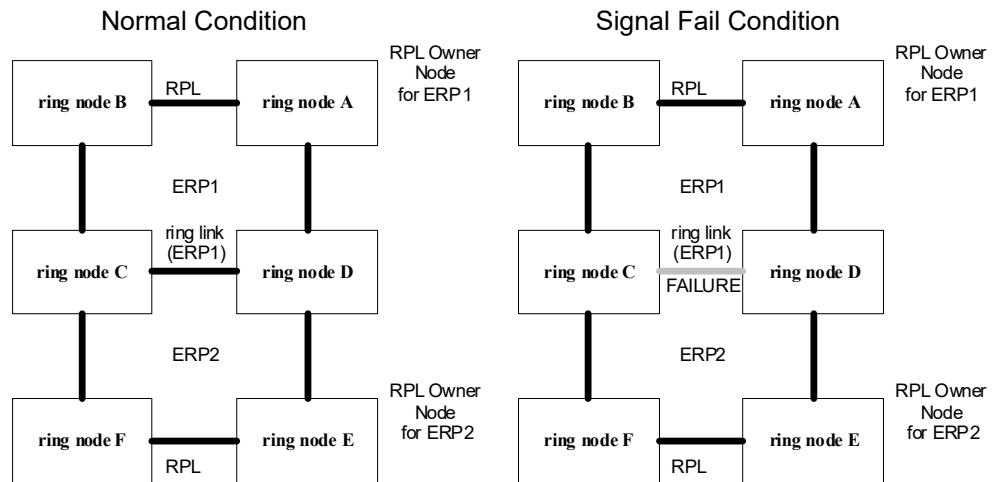 Normal Condition
RPL Owner
Node
for ERP1
ring node B
RPL
ring node A
ERP1
ring link
(ERP1)
ring node C
ring node D
ERP2
RPL Owner
Node
for ERP2
ring node F
RPL
ring node E
Signal Fail Condition
RPL Owner
Node
for ERP1
ring node B
RPL
ring node A
ERP1
ring link
(ERP1)
ring node C
FAILURE
ring node D
ERP2
RPL Owner
Node
for ERP2
ring node F
RPL
ring node E